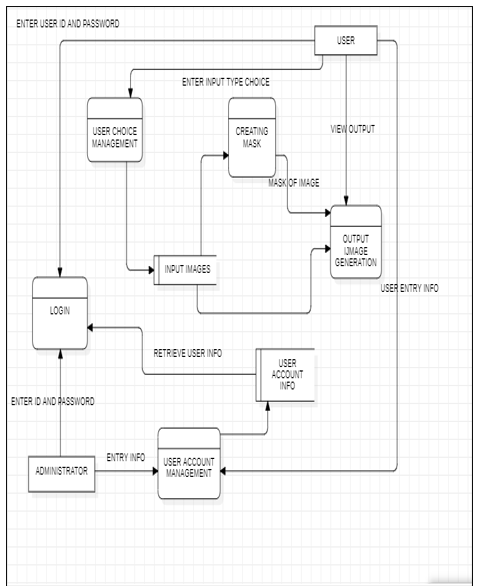 ENTER USER ID AND PASSWORD
USER
ENTER INPUT TYPE CHOICE
USER CHOICE
MANAGEMENT
CREATING
MASK
VIEW OUTPUT
MASK OF IMAGE
OUTPUT
IJMAGE
GENERATION
INPUT IMAGES
USER ENTRY INFO
LOGIN
RETRIEVE USER INFO
USER
ACCOUNT
INFO
ENTER ID AND PASSWORD
ADMINISTRATOR
ENTRY INFO
USER ACCOUNT
MANAGEMENT